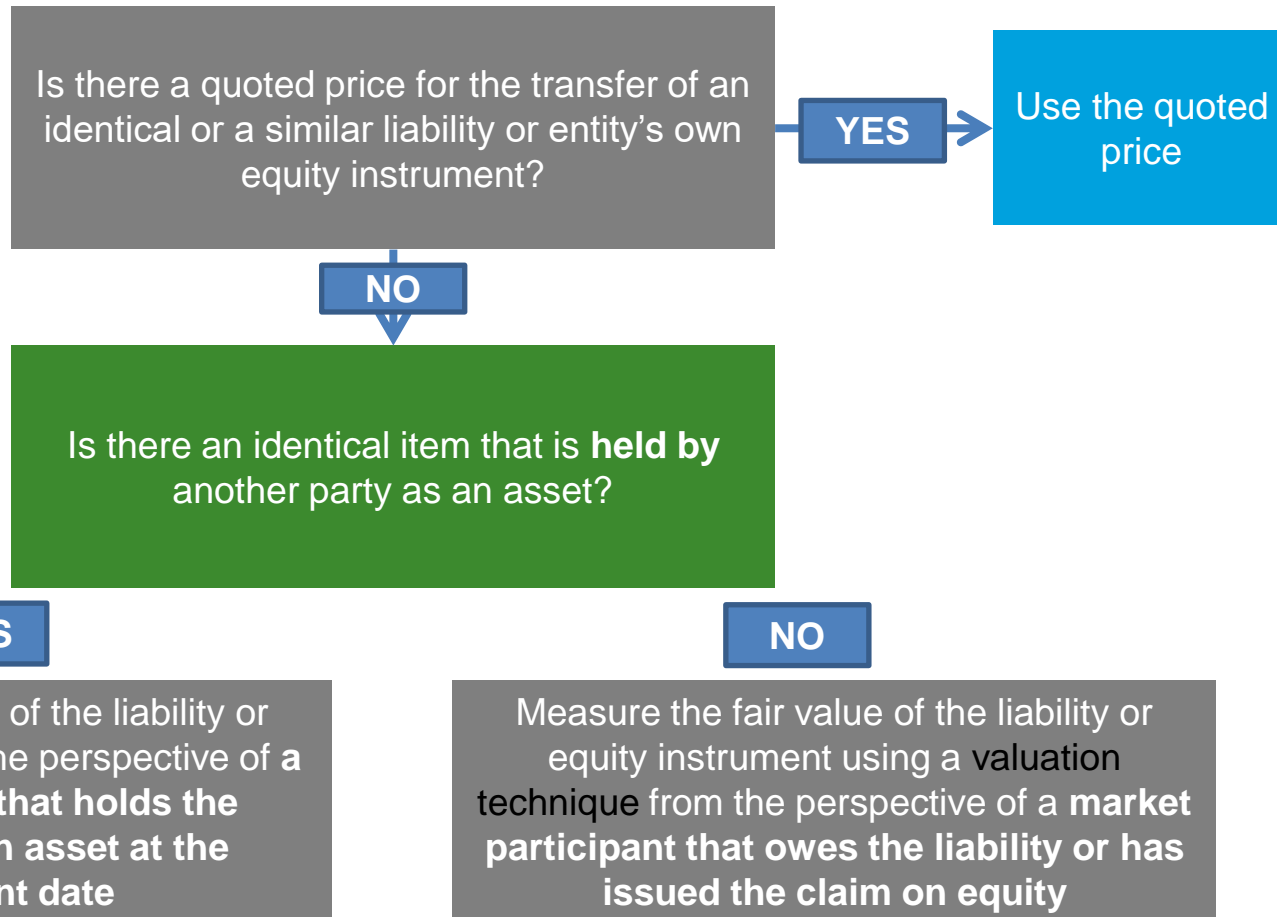 Is there a quoted price for the transfer of an
identical or a similar liability or entity’s own
equity instrument?
YES
Use the quoted
price
NO
Is there an identical item that is held by
another party as an asset?
NO
of the liability or
perspective of a
that holds the
asset at the
date
Measure the fair value of the liability or
equity instrument using a valuation
technique from the perspective of a market
participant that owes the liability or has
issued the claim on equity